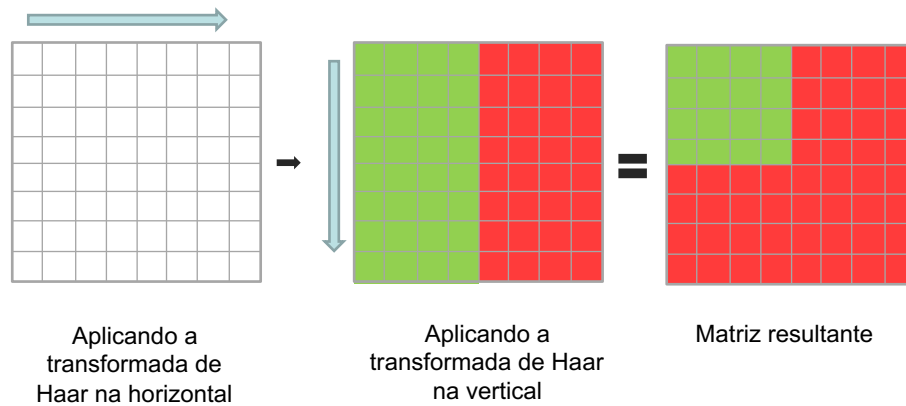 Aplicando a
transformada de
Haar na horizontal
Aplicando a
transformada de Haar
na vertical
Matriz resultante